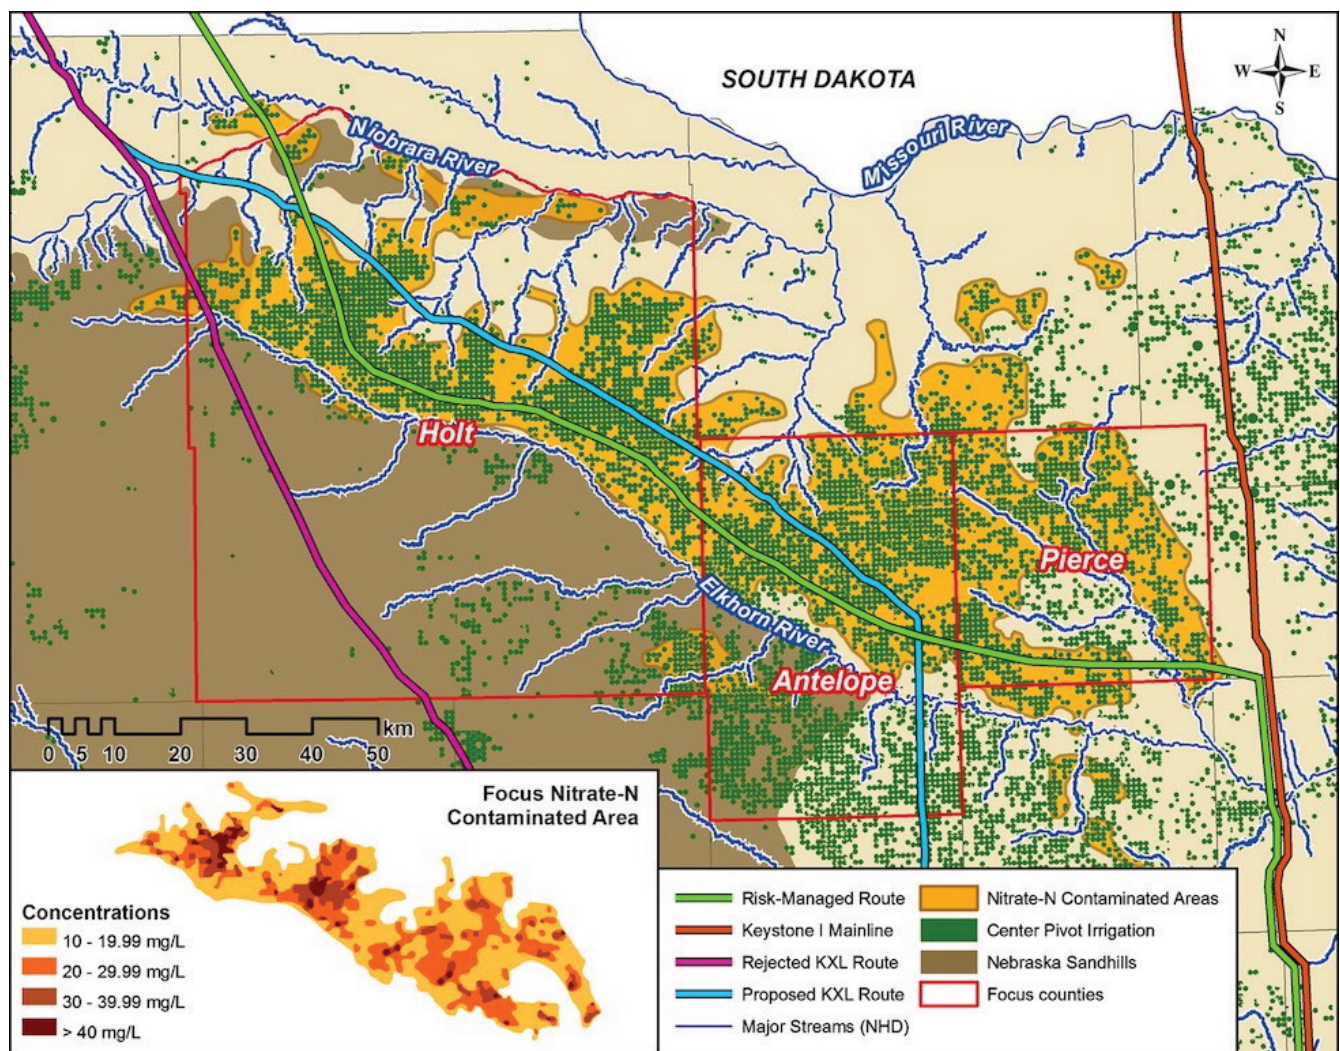 SOUTH DAKOTA
N
W E
S
Niobrara River
Missouri River
Holt
Pierce
Elkhorn River
Antelope
km
0 5 10 20 30 40 50
Focus Nitrate-N
Contaminated Area
Concentrations
10 - 19.99 mg/L
20 - 29.99 mg/L
30 - 39.99 mg/L
> 40 mg/L
Risk-Managed Route
Keystone I Mainline
Rejected KXL Route
Proposed KXL Route
Major Streams (NHD)
Nitrate-N Contaminated Areas
Center Pivot Irrigation
Nebraska Sandhills
Focus counties